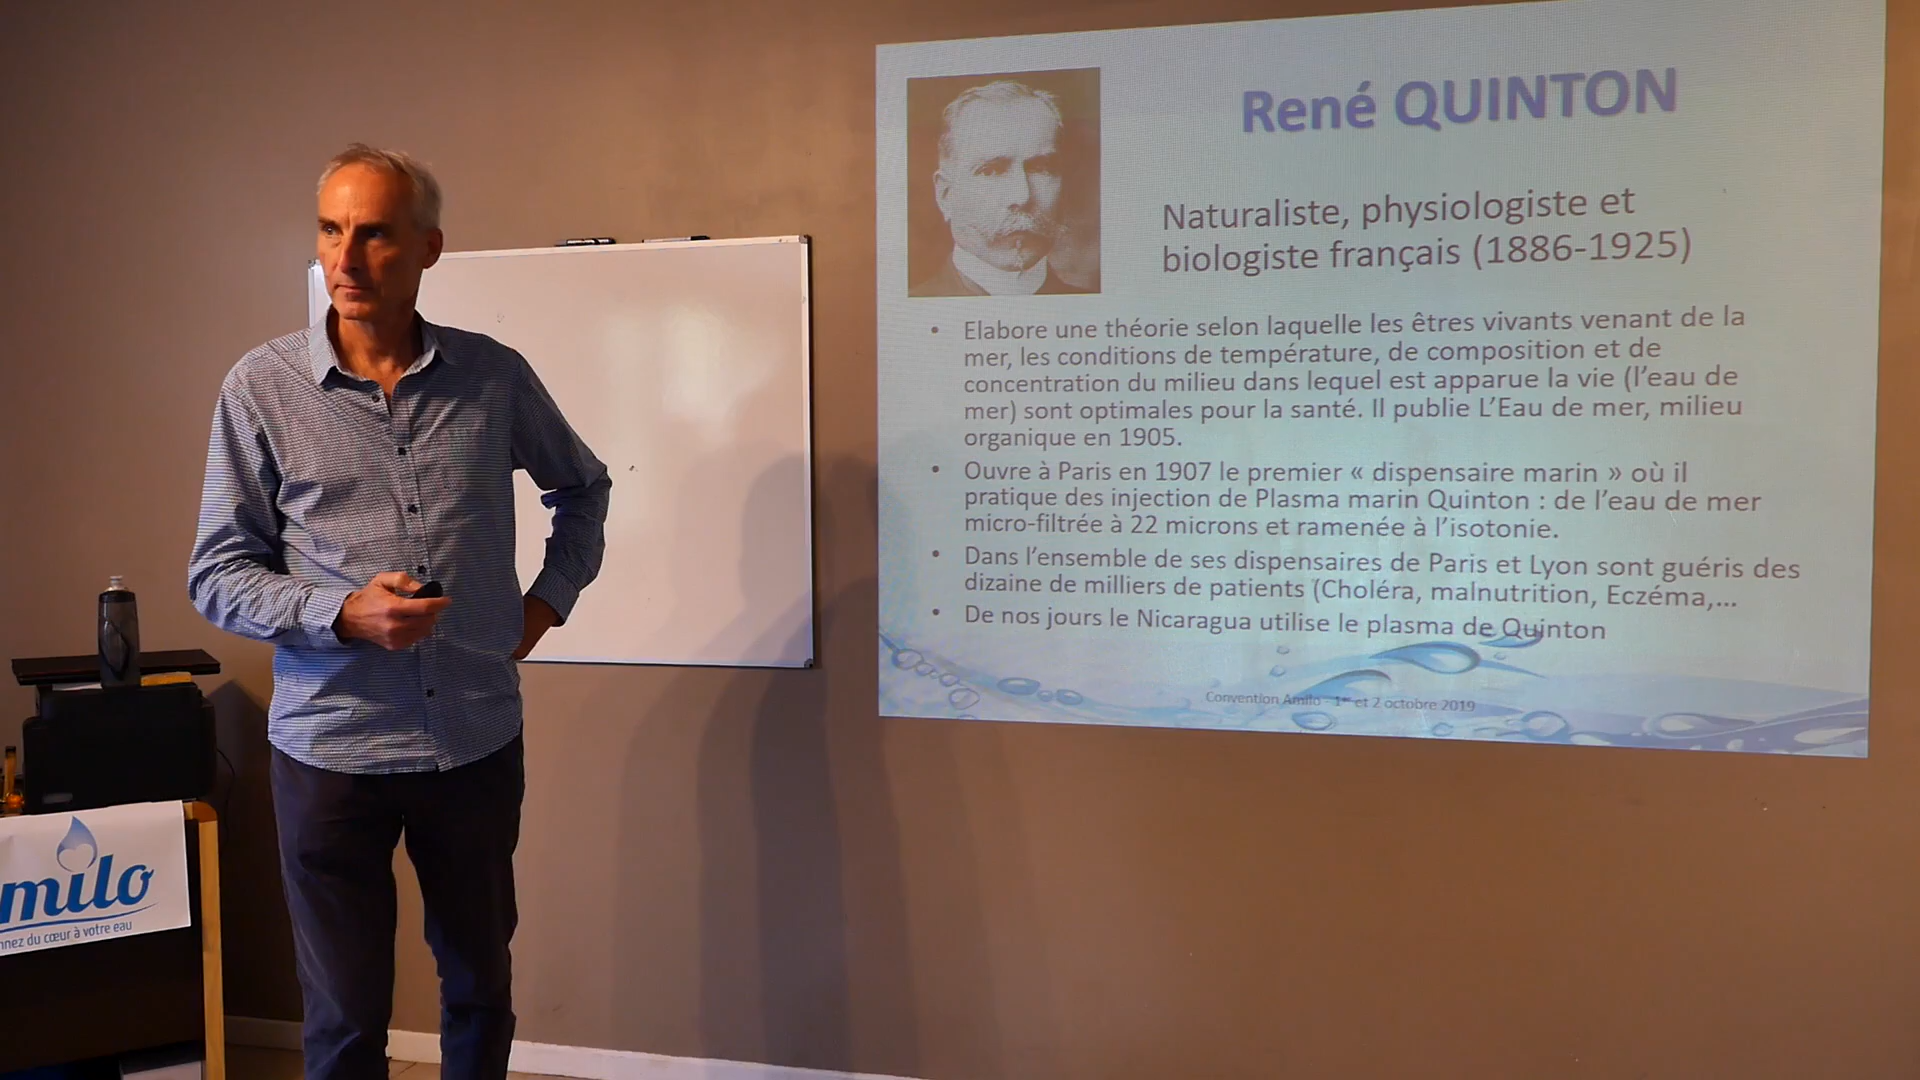 René QUINTON
Naturaliste, physiologiste et
biologiste français (1886-1925)
• Elabore une théorie selon laquelle les êtres vivants venant de la
mer, les conditions de température, de composition et de
concentration du milieu dans lequel est apparue la vie (l'eau de
mer) sont optimales pour la santé. Il publie L'Eau de mer, milieu
organique en 1905.
• Ouvre à Paris en 1907 le premier « dispensaire marin » où il
pratique des injection de Plasma marin Quinton : de l'eau de mer
micro-filtrée à 22 microns et ramenée à l'isotonie.
• Dans l'ensemble de ses dispensaires de Paris et Lyon sont guéris des
dizaine de milliers de patients (Choléra, malnutrition, Eczéma,...
• De nos jours le Nicaragua utilise le plasma de Quinton
Convention Amilo - 1er et 2 octobre 2019
milo
nnez du cœur à votre eau